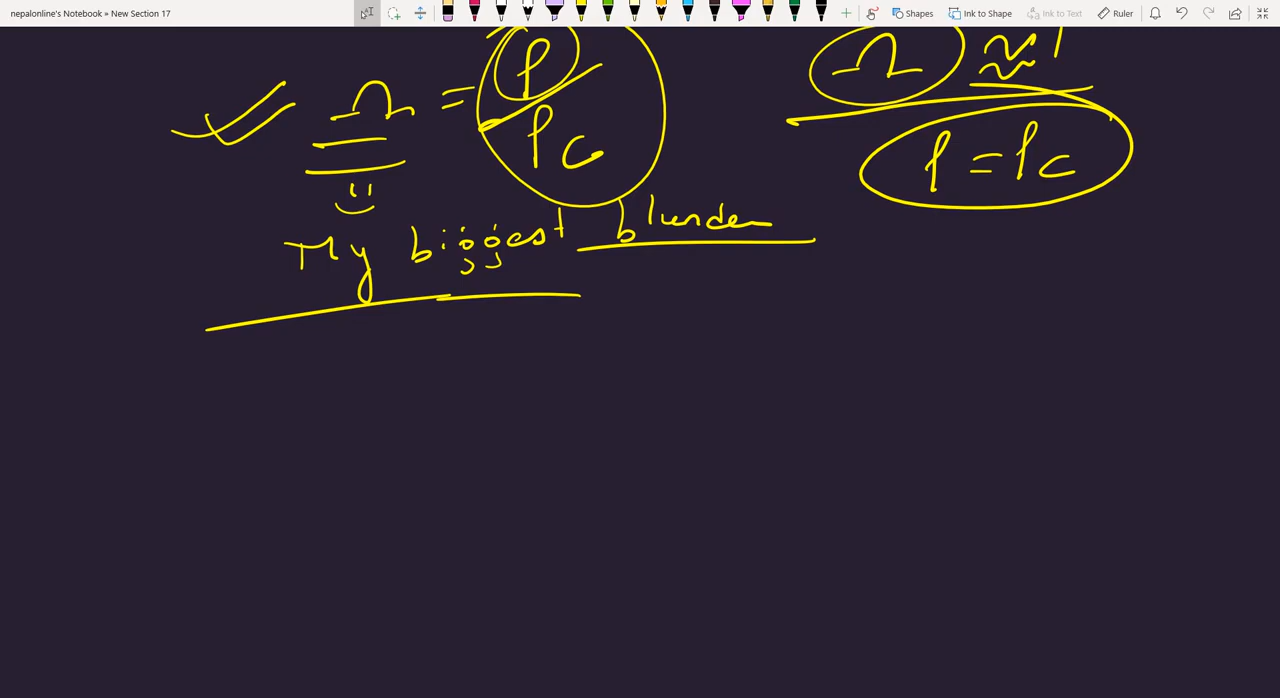 nepalonline's Notebook » New Section 17
Shapes Ink to Shape Ink to Text Ruler
Ω = ρ/ρc
Ω ≈ 1
ρ = ρc
My biggest blunder